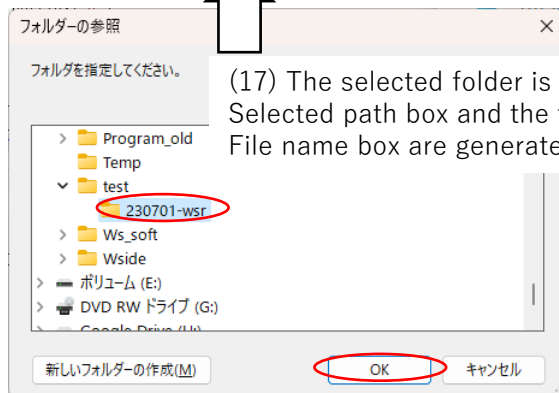 フォルダーの参照
フォルダを指定してください。
(17) The selected folder is
Selected path box and the
File name box are generate
Program_old
Temp
test
230701-wsr
Ws_soft
Wside
ボリューム (E:)
DVD RW ドライブ (G:)
Google Drive (H:)
新しいフォルダーの作成(M)
OK
キャンセル